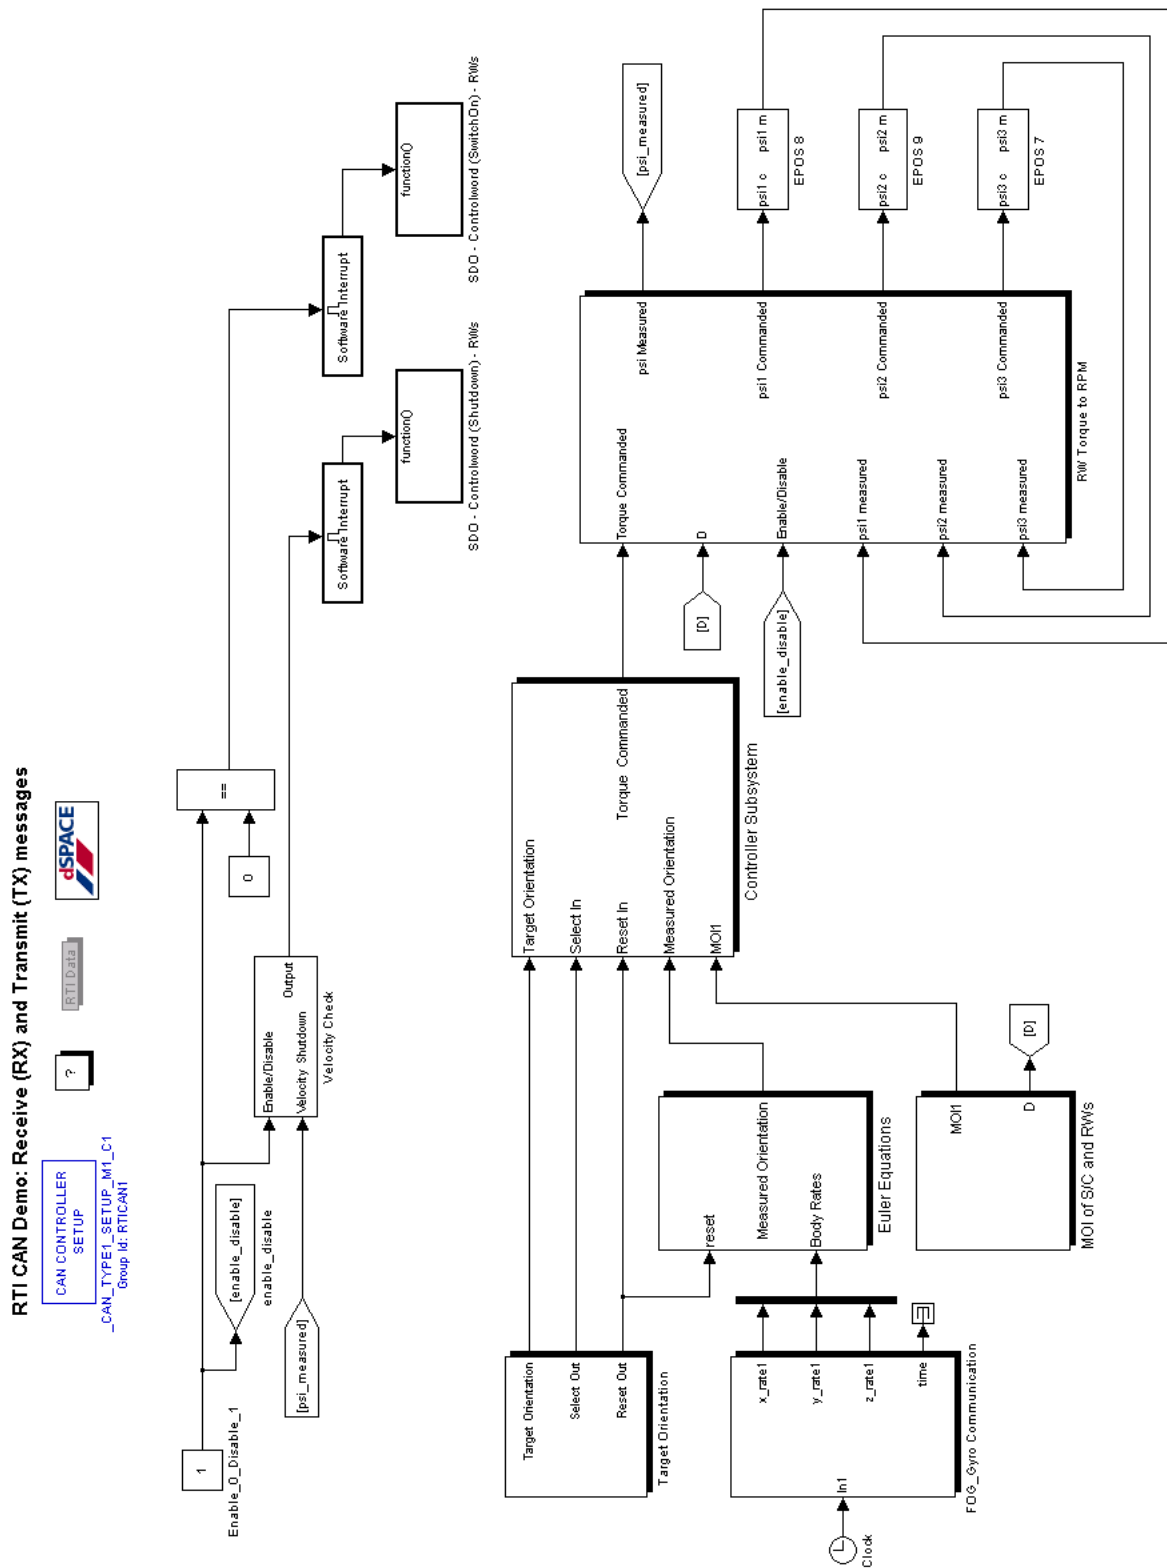 RTI CAN Demo: Receive (RX) and Transmit (TX) messages
CAN CONTROLLER
SETUP
_CAN_TYPE1_SETUP_M1_C1
Group Id: RTICAN1
?
RTI Data
dSPACE
1
Enable_0_Disable_1
[enable_disable]
enable_disable
[psi_measured]
Enable/Disable
Velocity Shutdown
Output
Velocity Check
0
==
Software Interrupt
function()
SDO - Controlword (Shutdown) - RWs
Software Interrupt
function()
SDO - Controlword (SwitchOn) - RWs
Target Orientation
Select Out
Reset Out
Target Orientation
Clock
In1
x_rate1
y_rate1
z_rate1
time
FOG_Gyro Communication
reset
Measured Orientation
Body Rates
Euler Equations
MOI1
D
MOI of S/C and RWs
[D]
Target Orientation
Select In
Reset In
Measured Orientation
MOI1
Torque Commanded
Controller Subsystem
[D]
[enable_disable]
Torque Commanded
D
Enable/Disable
psi1 measured
psi2 measured
psi3 measured
psi Measured
psi1 Commanded
psi2 Commanded
psi3 Commanded
RW Torque to RPM
[psi_measured]
psi1 c psi1 m
EPOS 8
psi2 c psi2 m
EPOS 9
psi3 c psi3 m
EPOS 7